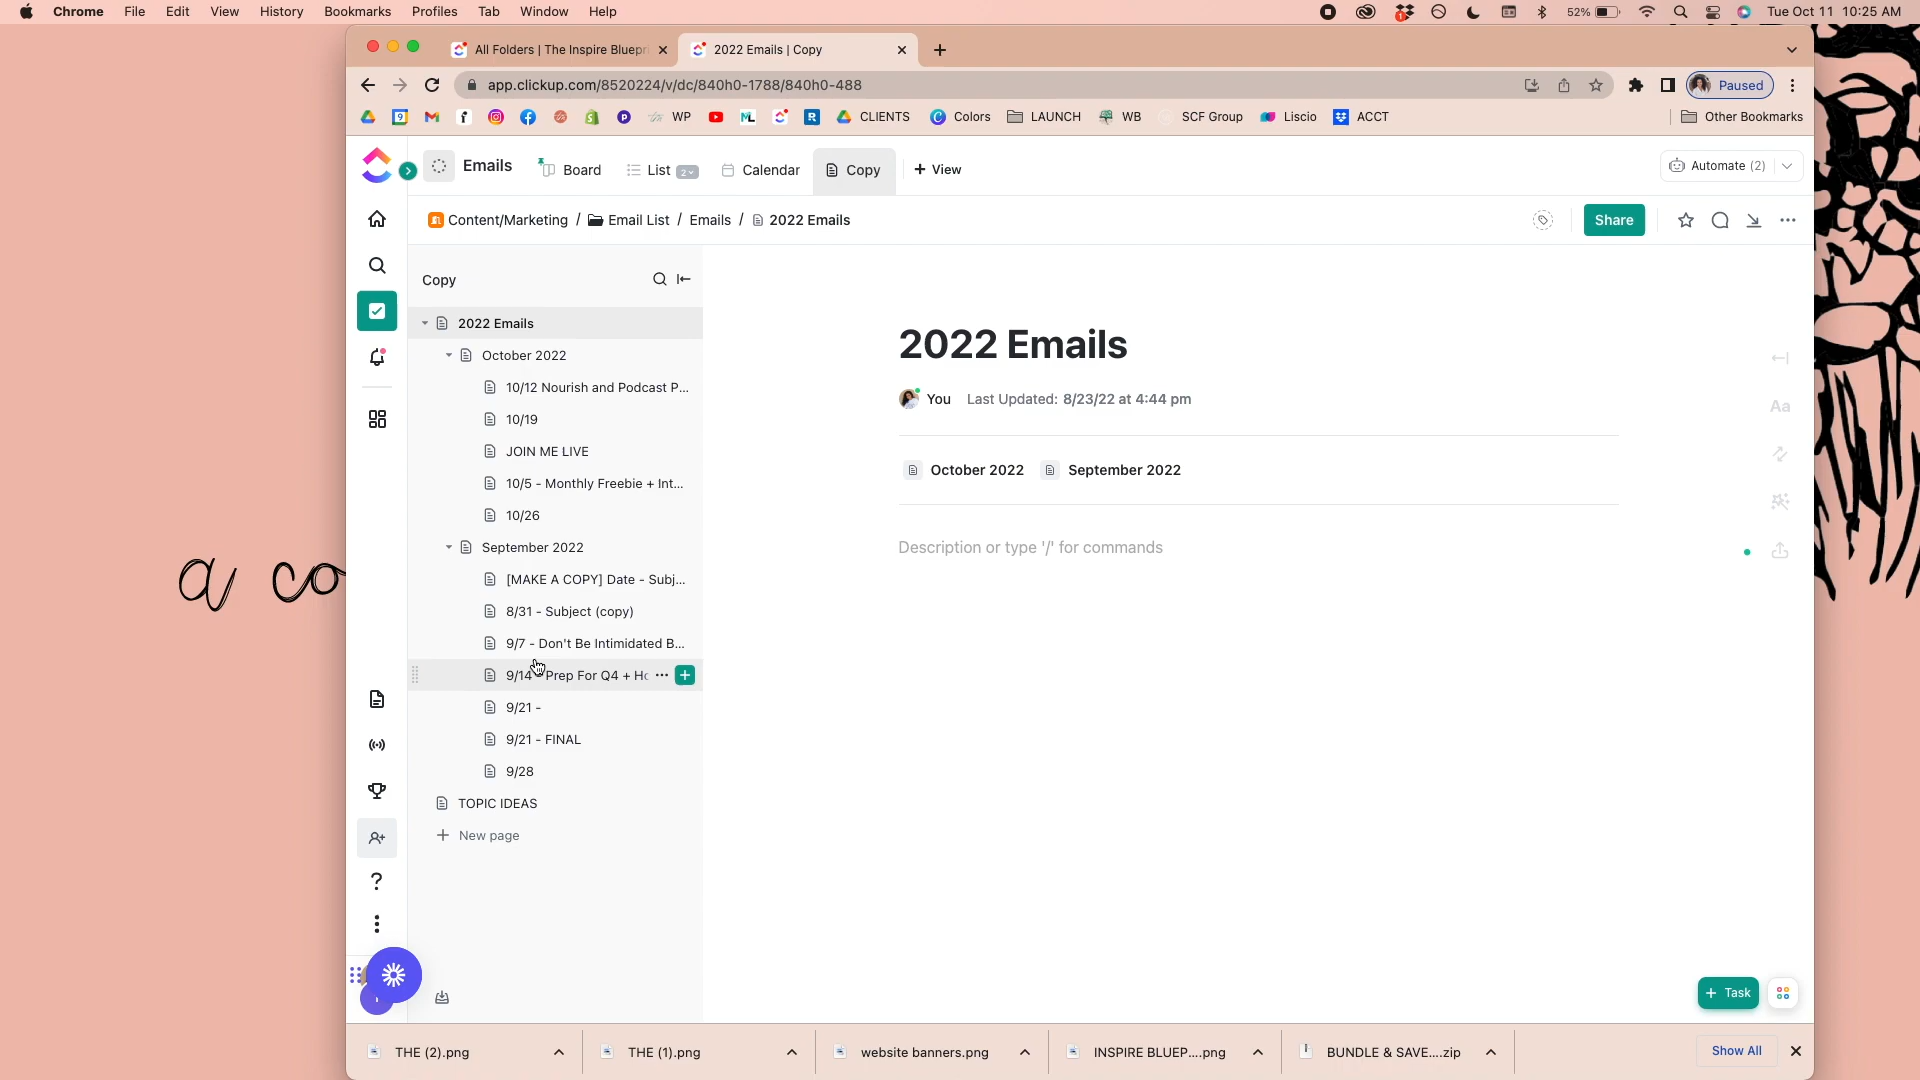 Chrome File Edit View History Bookmarks Profiles Tab Window Help
1 52% Tue Oct 11 10:25 AM
All Folders | The Inspire Bluepri 2022 Emails | Copy
app.clickup.com/8520224/v/dc/840h0-1788/840h0-488 Paused
WP ML R CLIENTS Colors LAUNCH WB SCF Group Liscio ACCT Other Bookmarks
Emails Board List 2 Calendar Copy + View Automate (2)
Content/Marketing / Email List / Emails / 2022 Emails Share
Copy
2022 Emails
October 2022
10/12 Nourish and Podcast P...
10/19
JOIN ME LIVE
10/5 - Monthly Freebie + Int...
10/26
September 2022
[MAKE A COPY] Date - Subj...
8/31 - Subject (copy)
9/7 - Don't Be Intimidated B...
9/14 - Prep For Q4 + Ho
9/21 -
9/21 - FINAL
9/28
TOPIC IDEAS
+ New page
2022 Emails
You Last Updated: 8/23/22 at 4:44 pm
October 2022 September 2022
Description or type '/' for commands
Aa
a co
+ Task
THE (2).png THE (1).png website banners.png INSPIRE BLUEP....png BUNDLE & SAVE....zip Show All